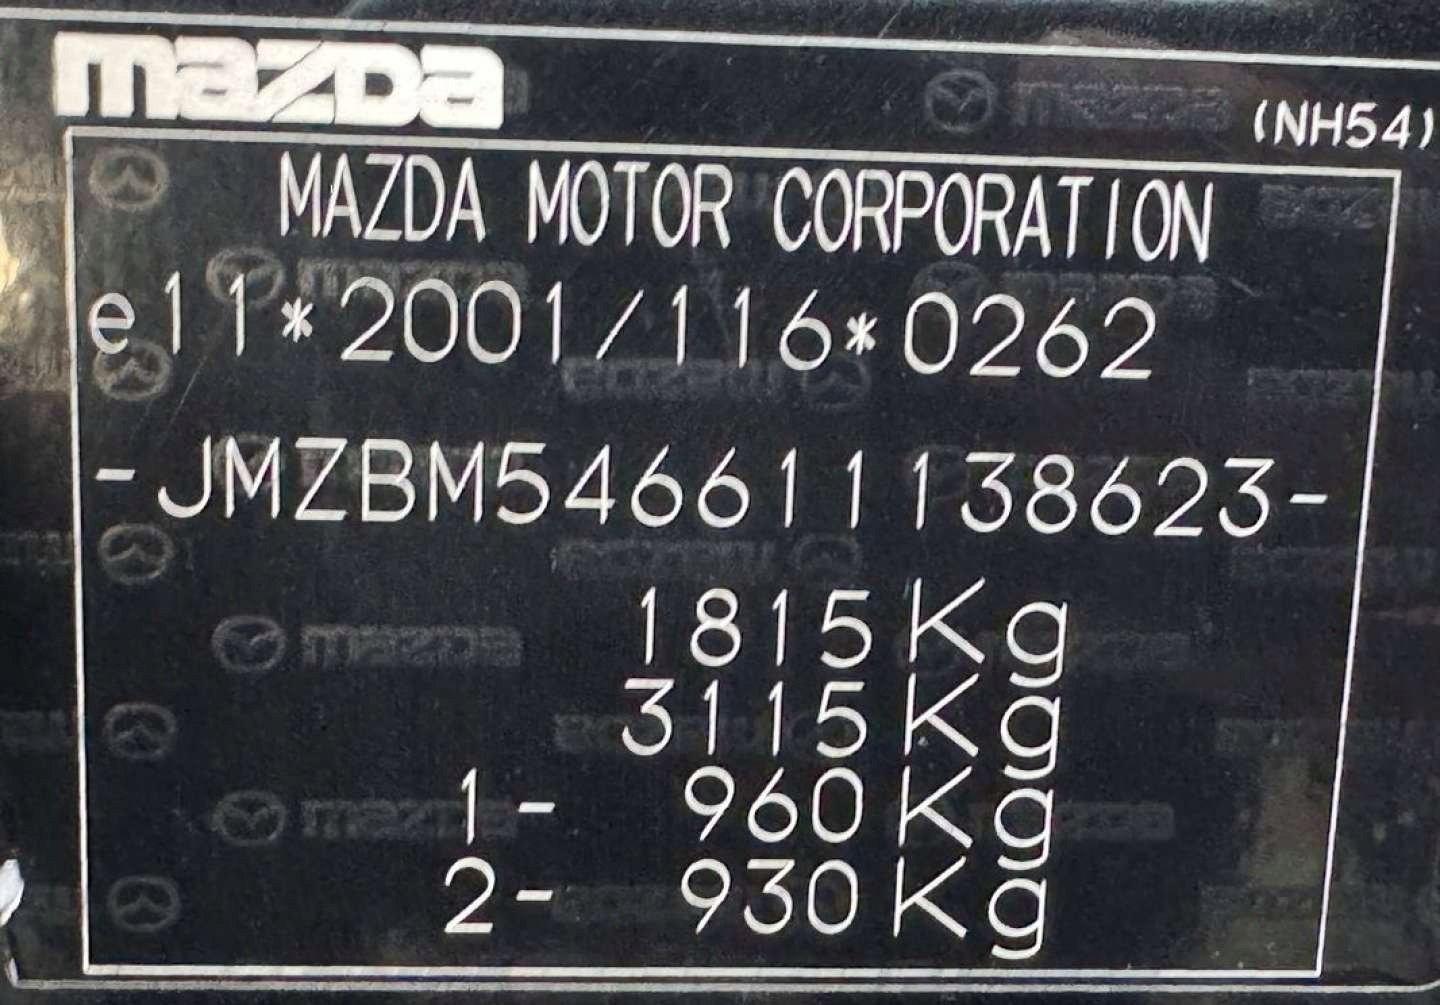 mazda
(NH54)
MAZDA MOTOR CORPORATION
e11*2001/116*0262
-JMZBM546611138623-
1815Kg
3115Kg
1- 960Kg
2- 930Kg